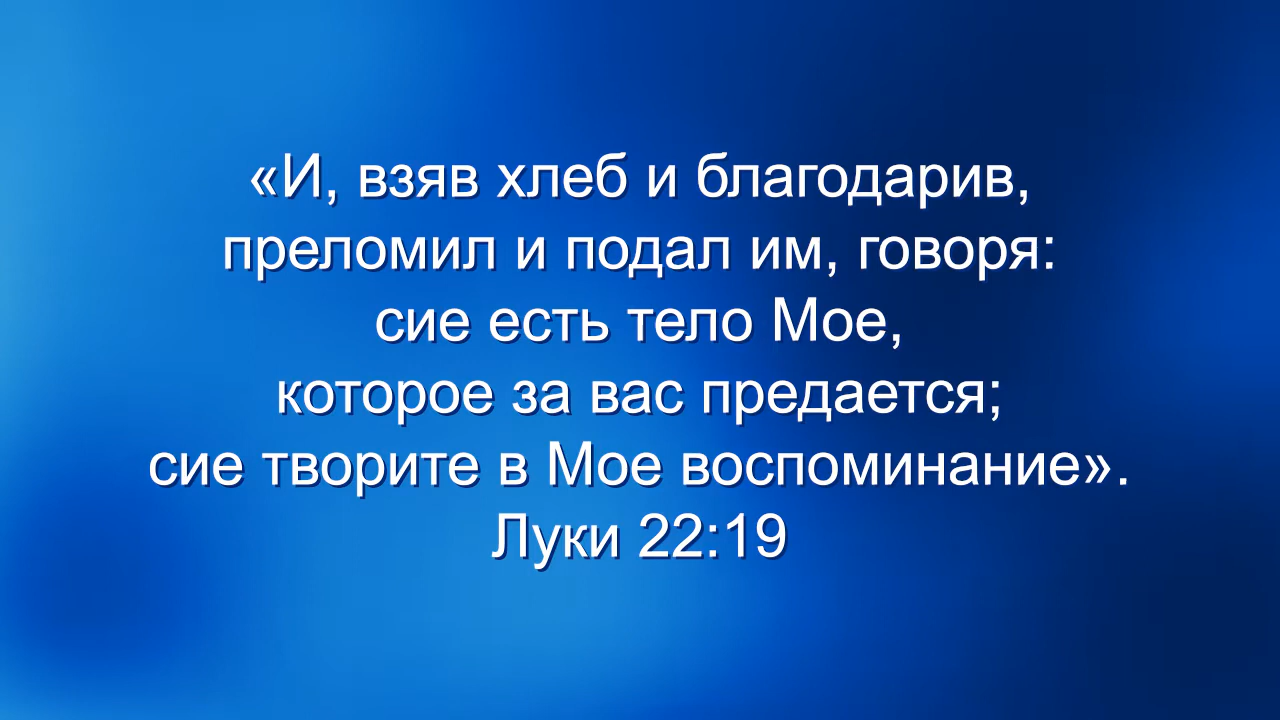 «И, взяв хлеб и благодарив,
преломил и подал им, говоря:
сие есть тело Мое,
которое за вас предается;
сие творите в Мое воспоминание».
Луки 22:19